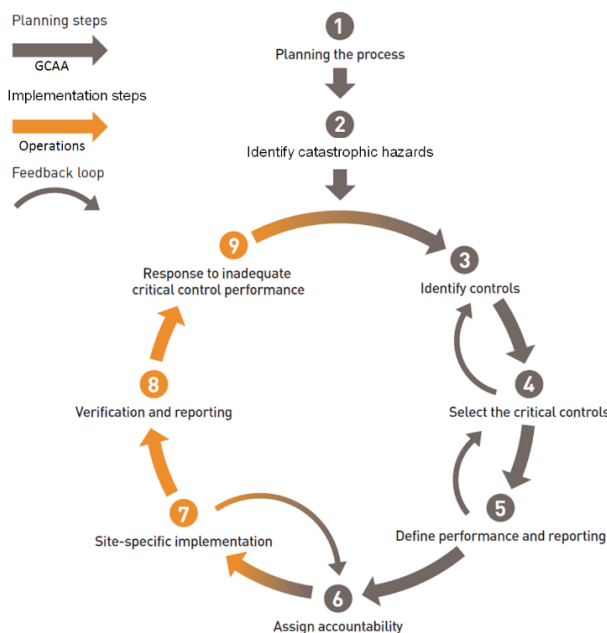 Planning steps
GCAA
Implementation steps
Operations
Feedback loop
1
Planning the process
2
Identify catastrophic hazards
3
Identify controls
4
Select the critical controls
5
Define performance and reporting
6
Assign accountability
7
Site-specific implementation
8
Verification and reporting
9
Response to inadequate
critical control performance